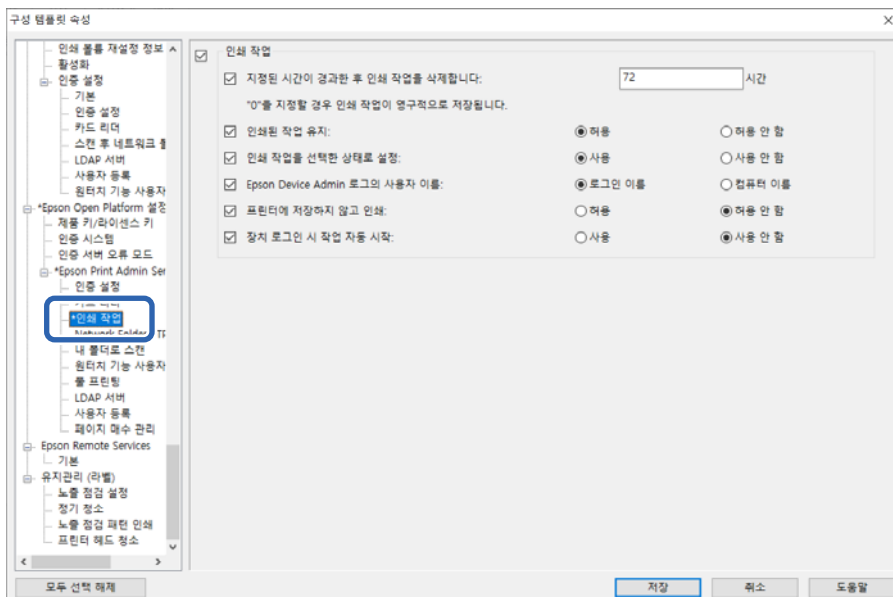 구성 템플릿 속성
인쇄 볼륨 재설정 정보
활성화
인증 설정
기본
인증 설정
카드 리더
스캔 후 네트워크 폴
LDAP 서버
사용자 등록
원터치 기능 사용자
*Epson Open Platform 설정
제품 키/라이센스 키
인증 시스템
인증 서버 오류 모드
*Epson Print Admin Ser
인증 설정
*인쇄 작업
Network Folder TF
내 폴더로 스캔
원터치 기능 사용자
풀 프린팅
LDAP 서버
사용자 등록
페이지 매수 관리
Epson Remote Services
기본
유지관리 (라벨)
노즐 점검 설정
정기 청소
노즐 점검 패턴 인쇄
프린터 헤드 청소
인쇄 작업
지정된 시간이 경과한 후 인쇄 작업을 삭제합니다: 72 시간
"0"을 지정할 경우 인쇄 작업이 영구적으로 저장됩니다.
인쇄된 작업 유지: 허용 허용 안 함
인쇄 작업을 선택한 상태로 설정: 사용 사용 안 함
Epson Device Admin 로그의 사용자 이름: 로그인 이름 컴퓨터 이름
프린터에 저장하지 않고 인쇄: 허용 허용 안 함
장치 로그인 시 작업 자동 시작: 사용 사용 안 함
모두 선택 해제 저장 취소 도움말